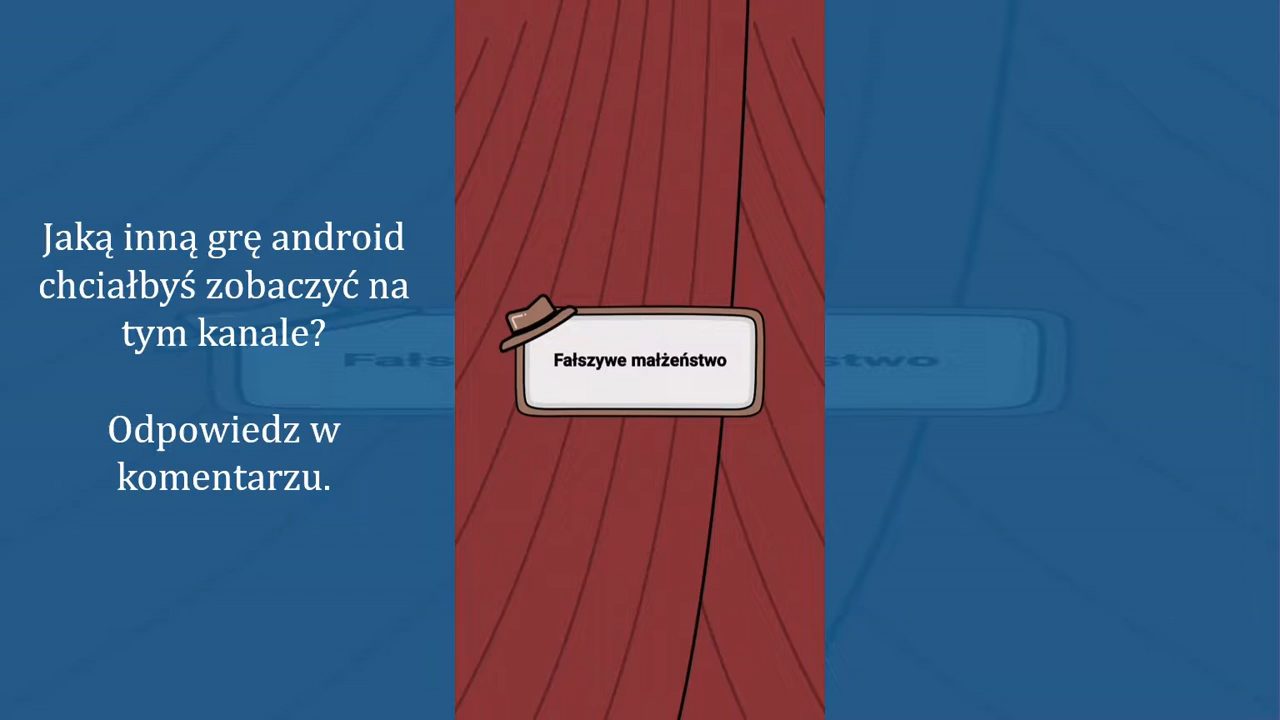 Jaką inną grę android
chciałbyś zobaczyć na
tym kanale?
Odpowiedz w
komentarzu.
Fałszywe małżeństwo